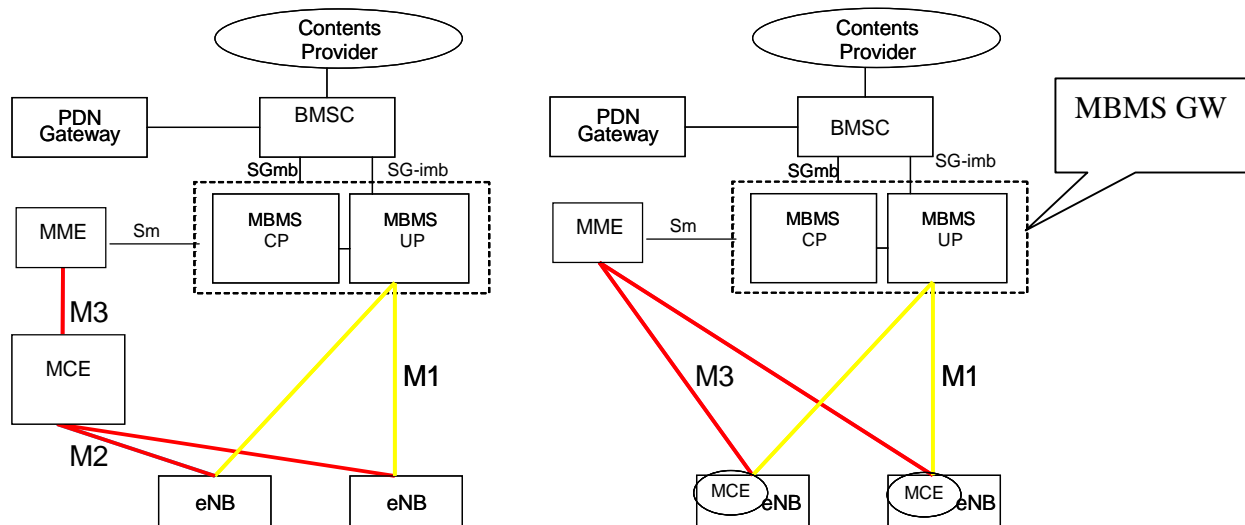 Contents
Provider
PDN
Gateway
BMSC
SGmb
SG-imb
MBMS
CP
MBMS
UP
MME
Sm
M3
MCE
M1
M2
eNB
eNB
Contents
Provider
MBMS GW
PDN
Gateway
BMSC
SGmb
SG-imb
MBMS
CP
MBMS
UP
MME
Sm
M3
M1
MCE
eNB
MCE
eNB